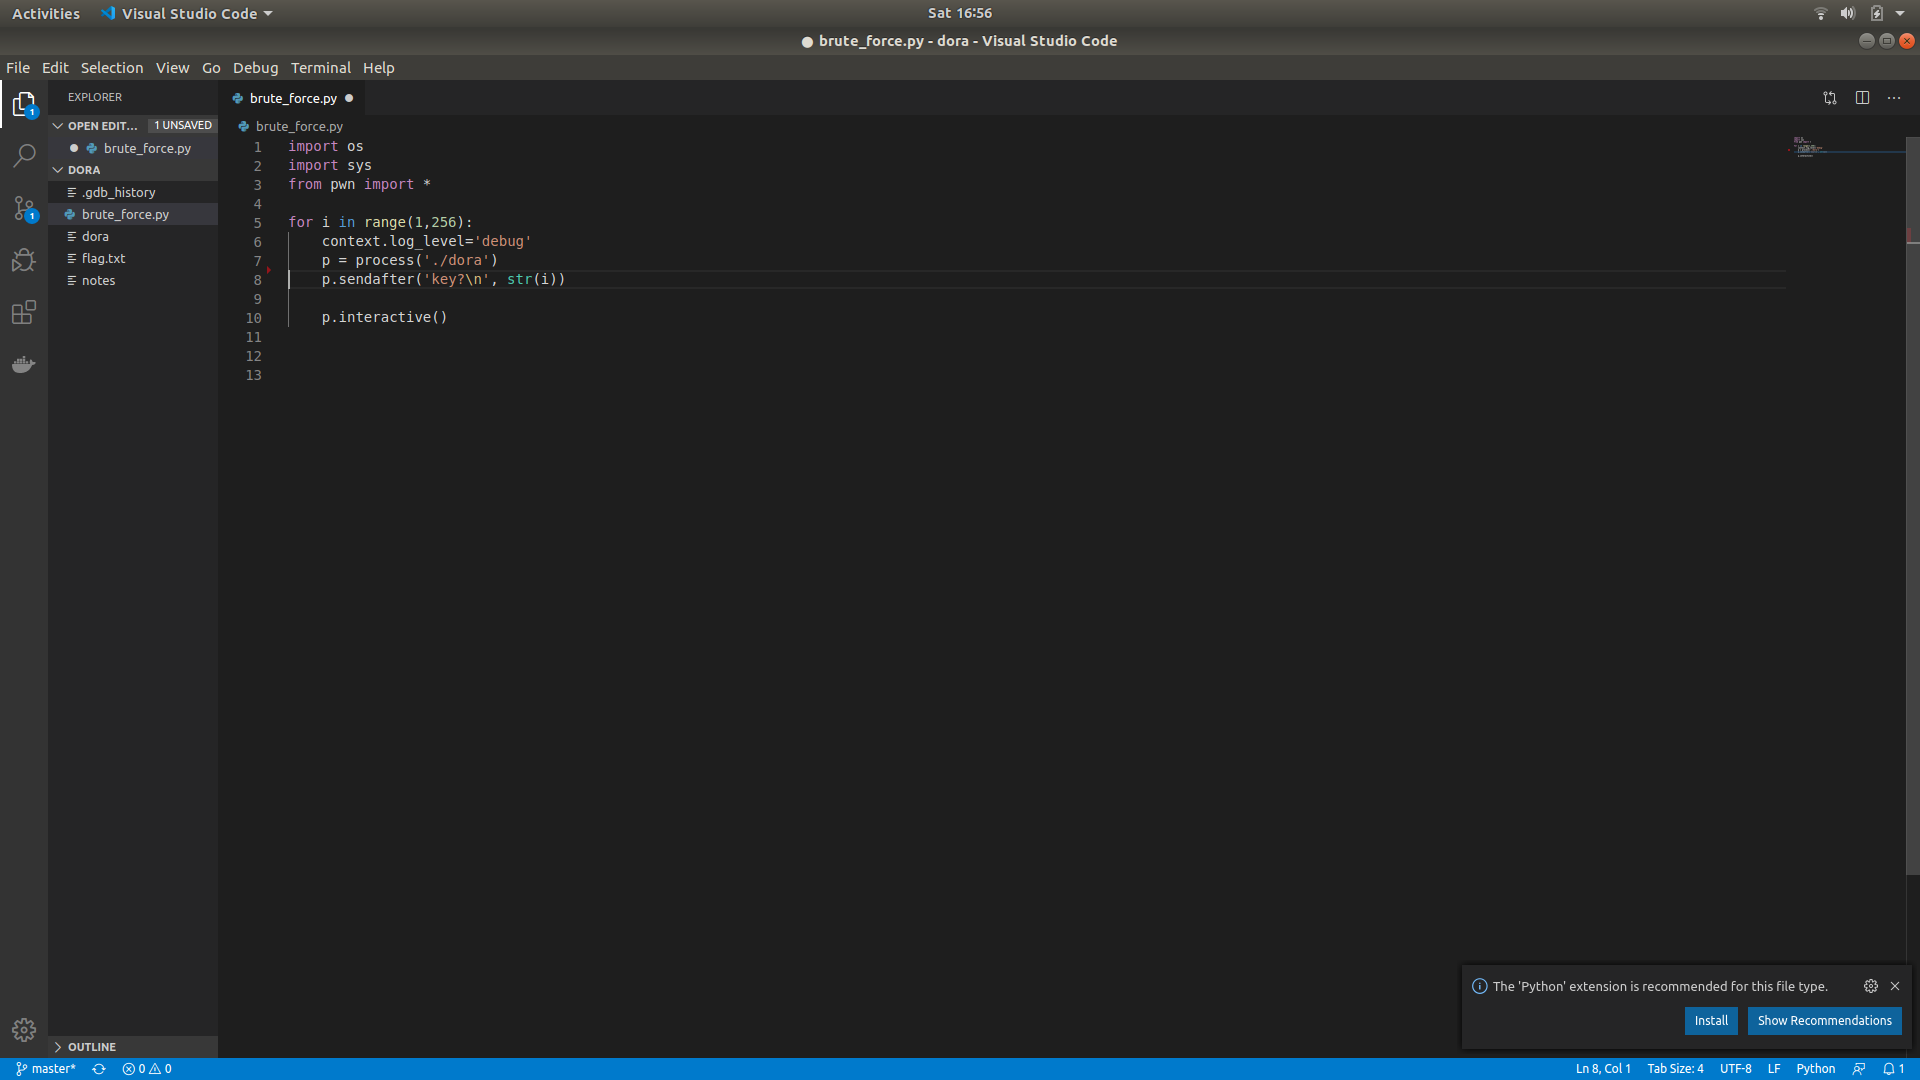 Activities Visual Studio Code Sat 16:56
● brute_force.py - dora - Visual Studio Code
File Edit Selection View Go Debug Terminal Help
EXPLORER
OPEN EDIT... 1 UNSAVED
brute_force.py
DORA
.gdb_history
brute_force.py
dora
flag.txt
notes
OUTLINE
brute_force.py
brute_force.py
1 import os
2 import sys
3 from pwn import *
4
5 for i in range(1,256):
6 context.log_level='debug'
7 p = process('./dora')
8 p.sendafter('key?\n', str(i))
9
10 p.interactive()
11
12
13
The 'Python' extension is recommended for this file type.
Install Show Recommendations
1
1
master* 0 0 Ln 8, Col 1 Tab Size: 4 UTF-8 LF Python 1